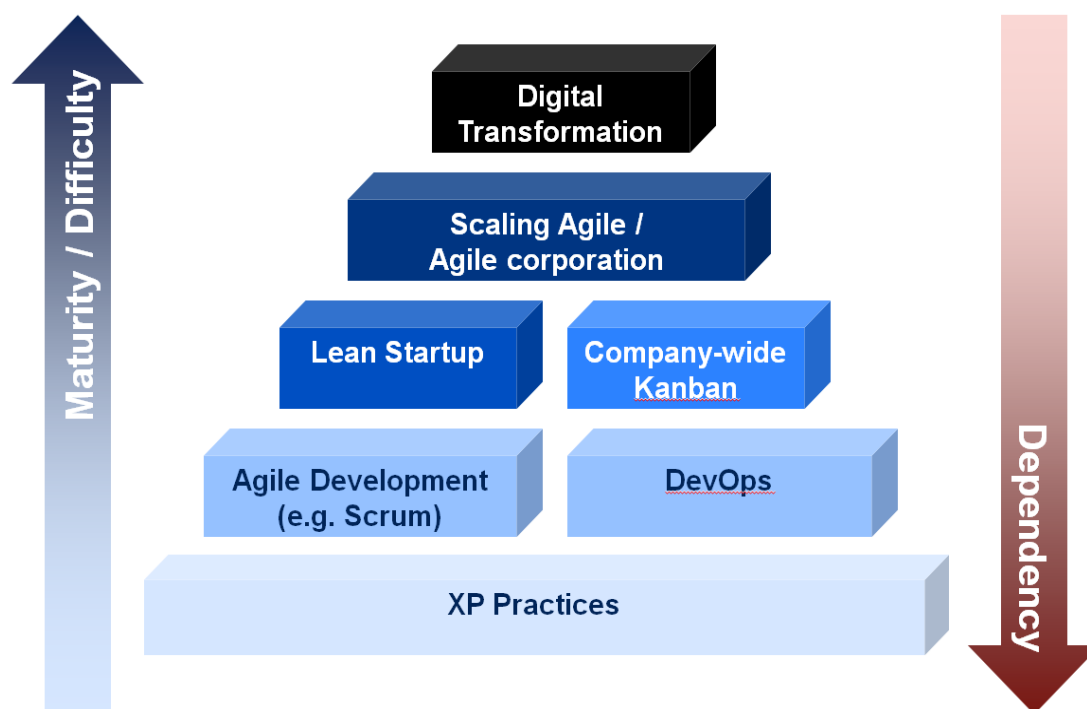 Maturity / Difficulty
Digital
Transformation
Scaling Agile /
Agile corporation
Lean Startup
Company-wide
Kanban
Agile Development
(e.g. Scrum)
DevOps
XP Practices
Dependency